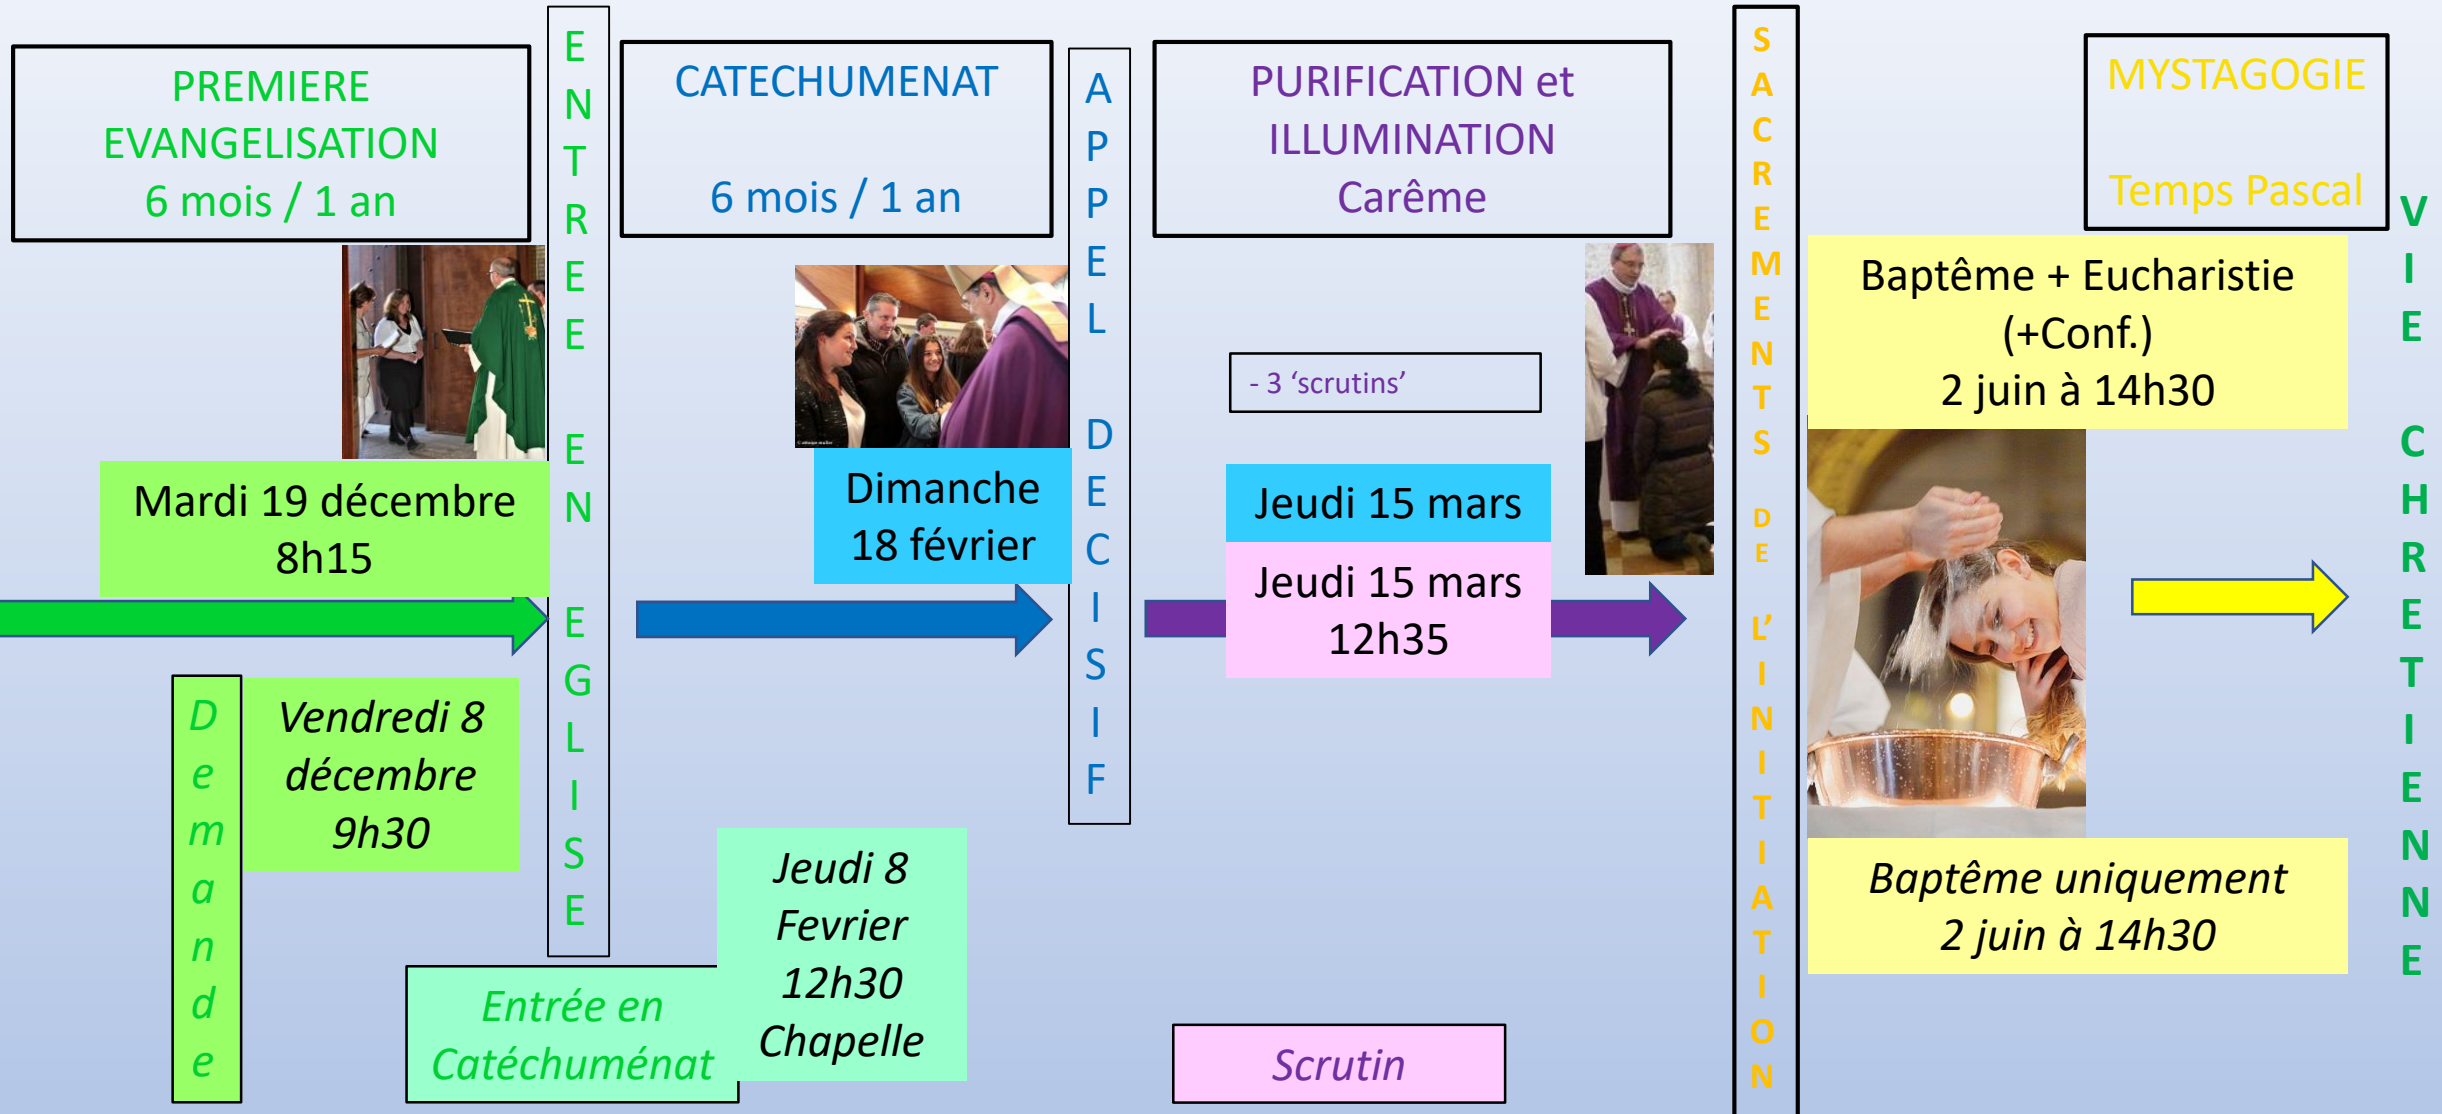 PREMIERE
EVANGELISATION
6 mois / 1 an
ENTREE EN EGLISE
CATECHUMENAT
6 mois / 1 an
APPEL DECISIF
PURIFICATION et
ILLUMINATION
Carême
SACREMENTS DE L'INITIATION
MYSTAGOGIE
Temps Pascal
VIE CHRETIENNE
Mardi 19 décembre
8h15
Dimanche
18 février
- 3 ‘scrutins’
Jeudi 15 mars
Jeudi 15 mars
12h35
Baptême + Eucharistie
(+Conf.)
2 juin à 14h30
Demande
Vendredi 8
décembre
9h30
Entrée en
Catéchuménat
Jeudi 8
Fevrier
12h30
Chapelle
Scrutin
Baptême uniquement
2 juin à 14h30